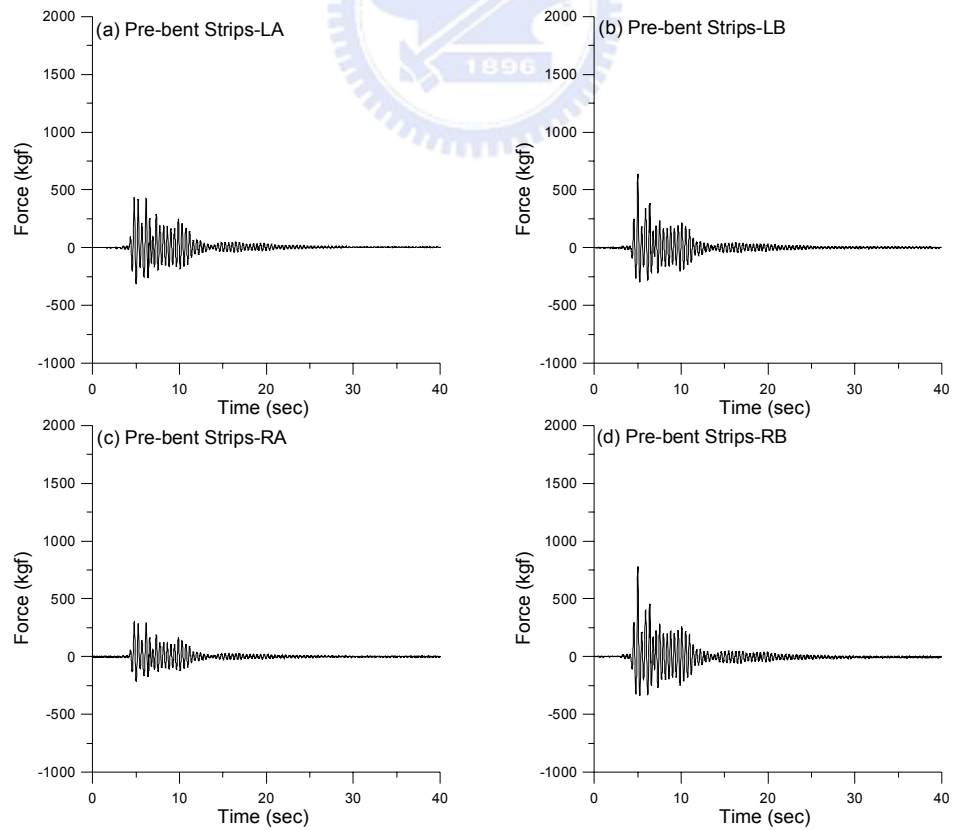 (a) Pre-bent Strips-LA
2000
1500
1000
500
0
-500
-1000
Force (kgf)
0 10 20 30 40
Time (sec)
(b) Pre-bent Strips-LB
2000
1500
1000
500
0
-500
-1000
Force (kgf)
0 10 20 30 40
Time (sec)
(c) Pre-bent Strips-RA
2000
1500
1000
500
0
-500
-1000
Force (kgf)
0 10 20 30 40
Time (sec)
(d) Pre-bent Strips-RB
2000
1500
1000
500
0
-500
-1000
Force (kgf)
0 10 20 30 40
Time (sec)
1896